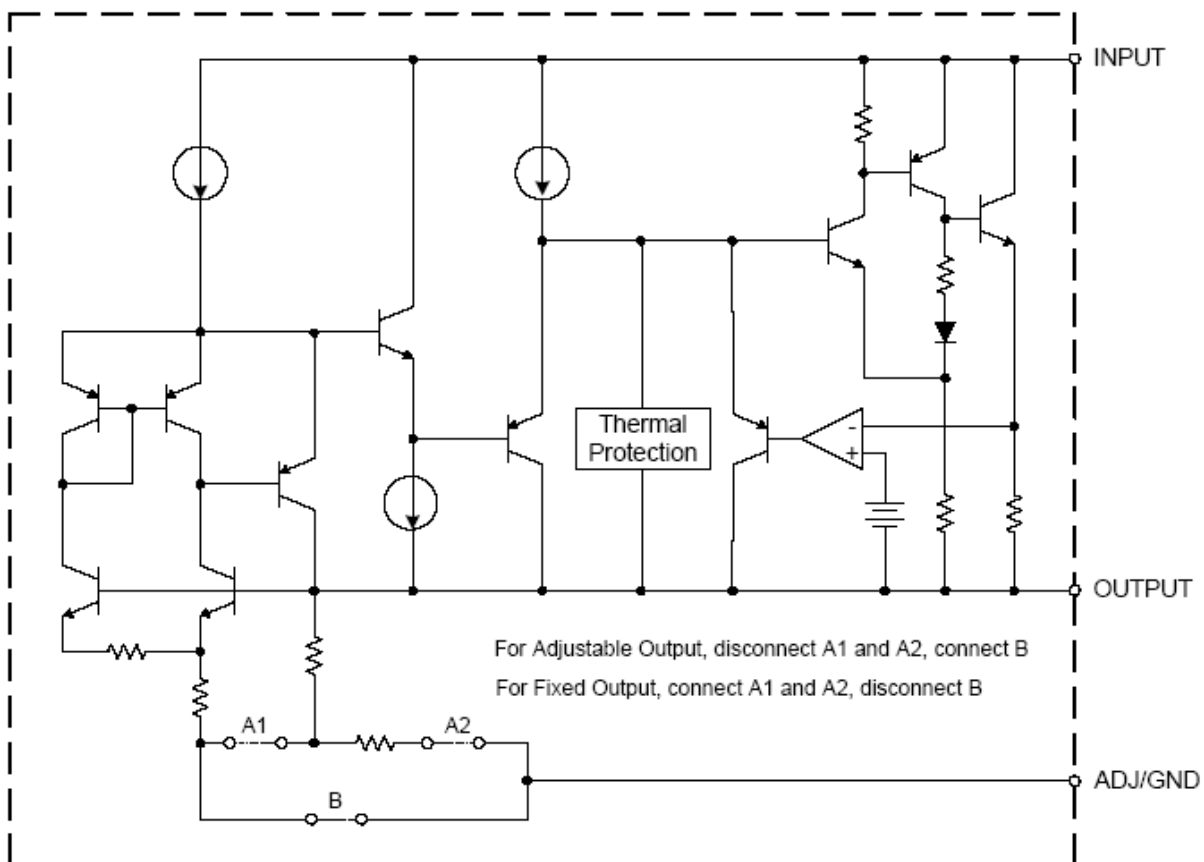 INPUT
Thermal
Protection
-
+
OUTPUT
For Adjustable Output, disconnect A1 and A2, connect B
For Fixed Output, connect A1 and A2, disconnect B
A1
A2
ADJ/GND
B